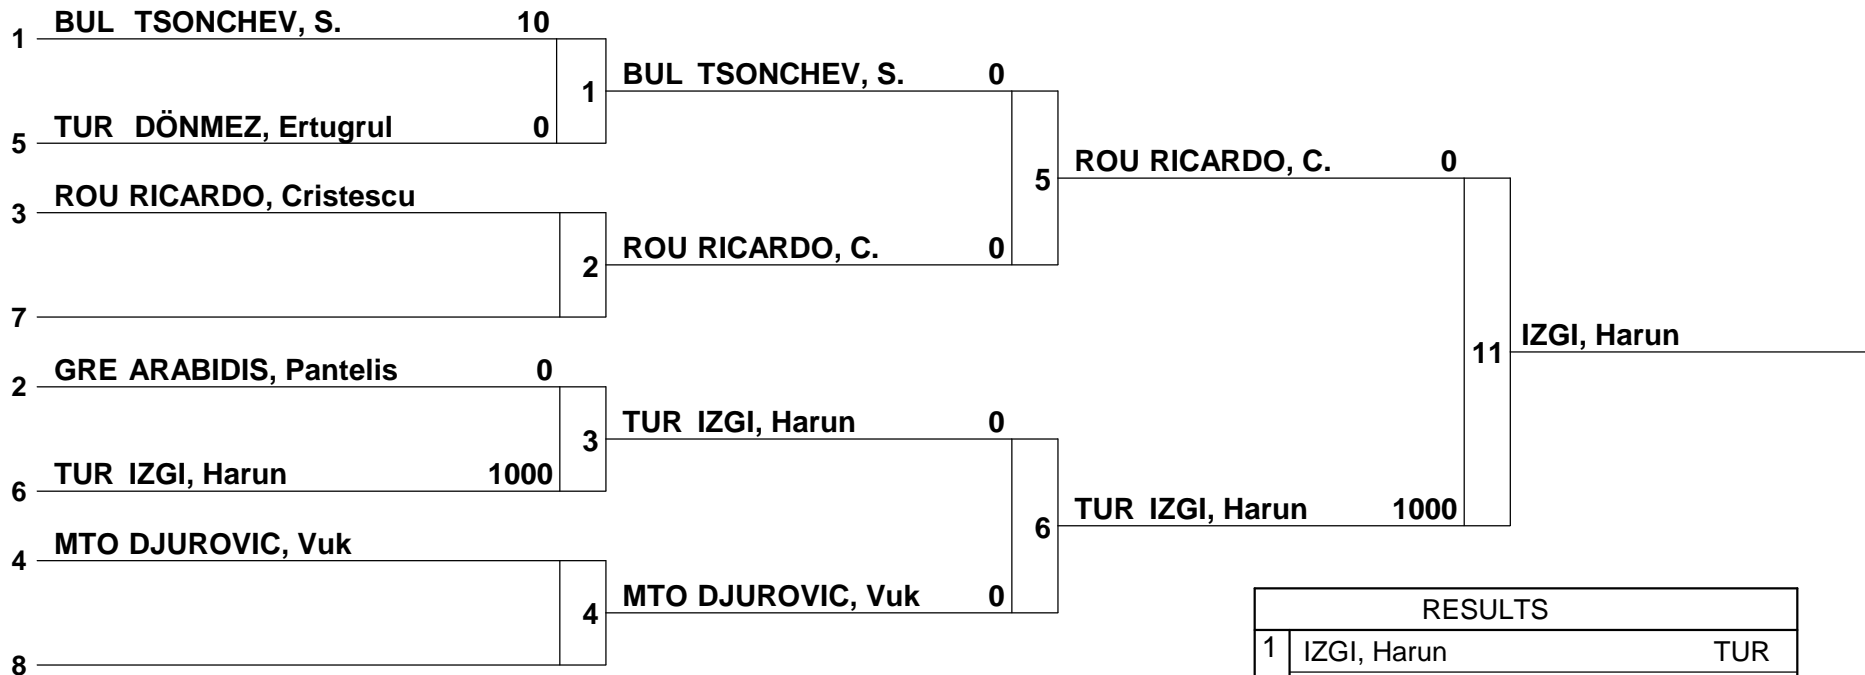 1 BUL TSONCHEV, S. 10
1 BUL TSONCHEV, S. 0
5 TUR DÖNMEZ, Ertugrul 0
5 ROU RICARDO, C. 0
3 ROU RICARDO, Cristescu
2 ROU RICARDO, C. 0
7
11 IZGI, Harun
2 GRE ARABIDIS, Pantelis 0
3 TUR IZGI, Harun 0
6 TUR IZGI, Harun 1000
6 TUR IZGI, Harun 1000
4 MTO DJUROVIC, Vuk
4 MTO DJUROVIC, Vuk 0
8
RESULTS
1 IZGI, Harun TUR